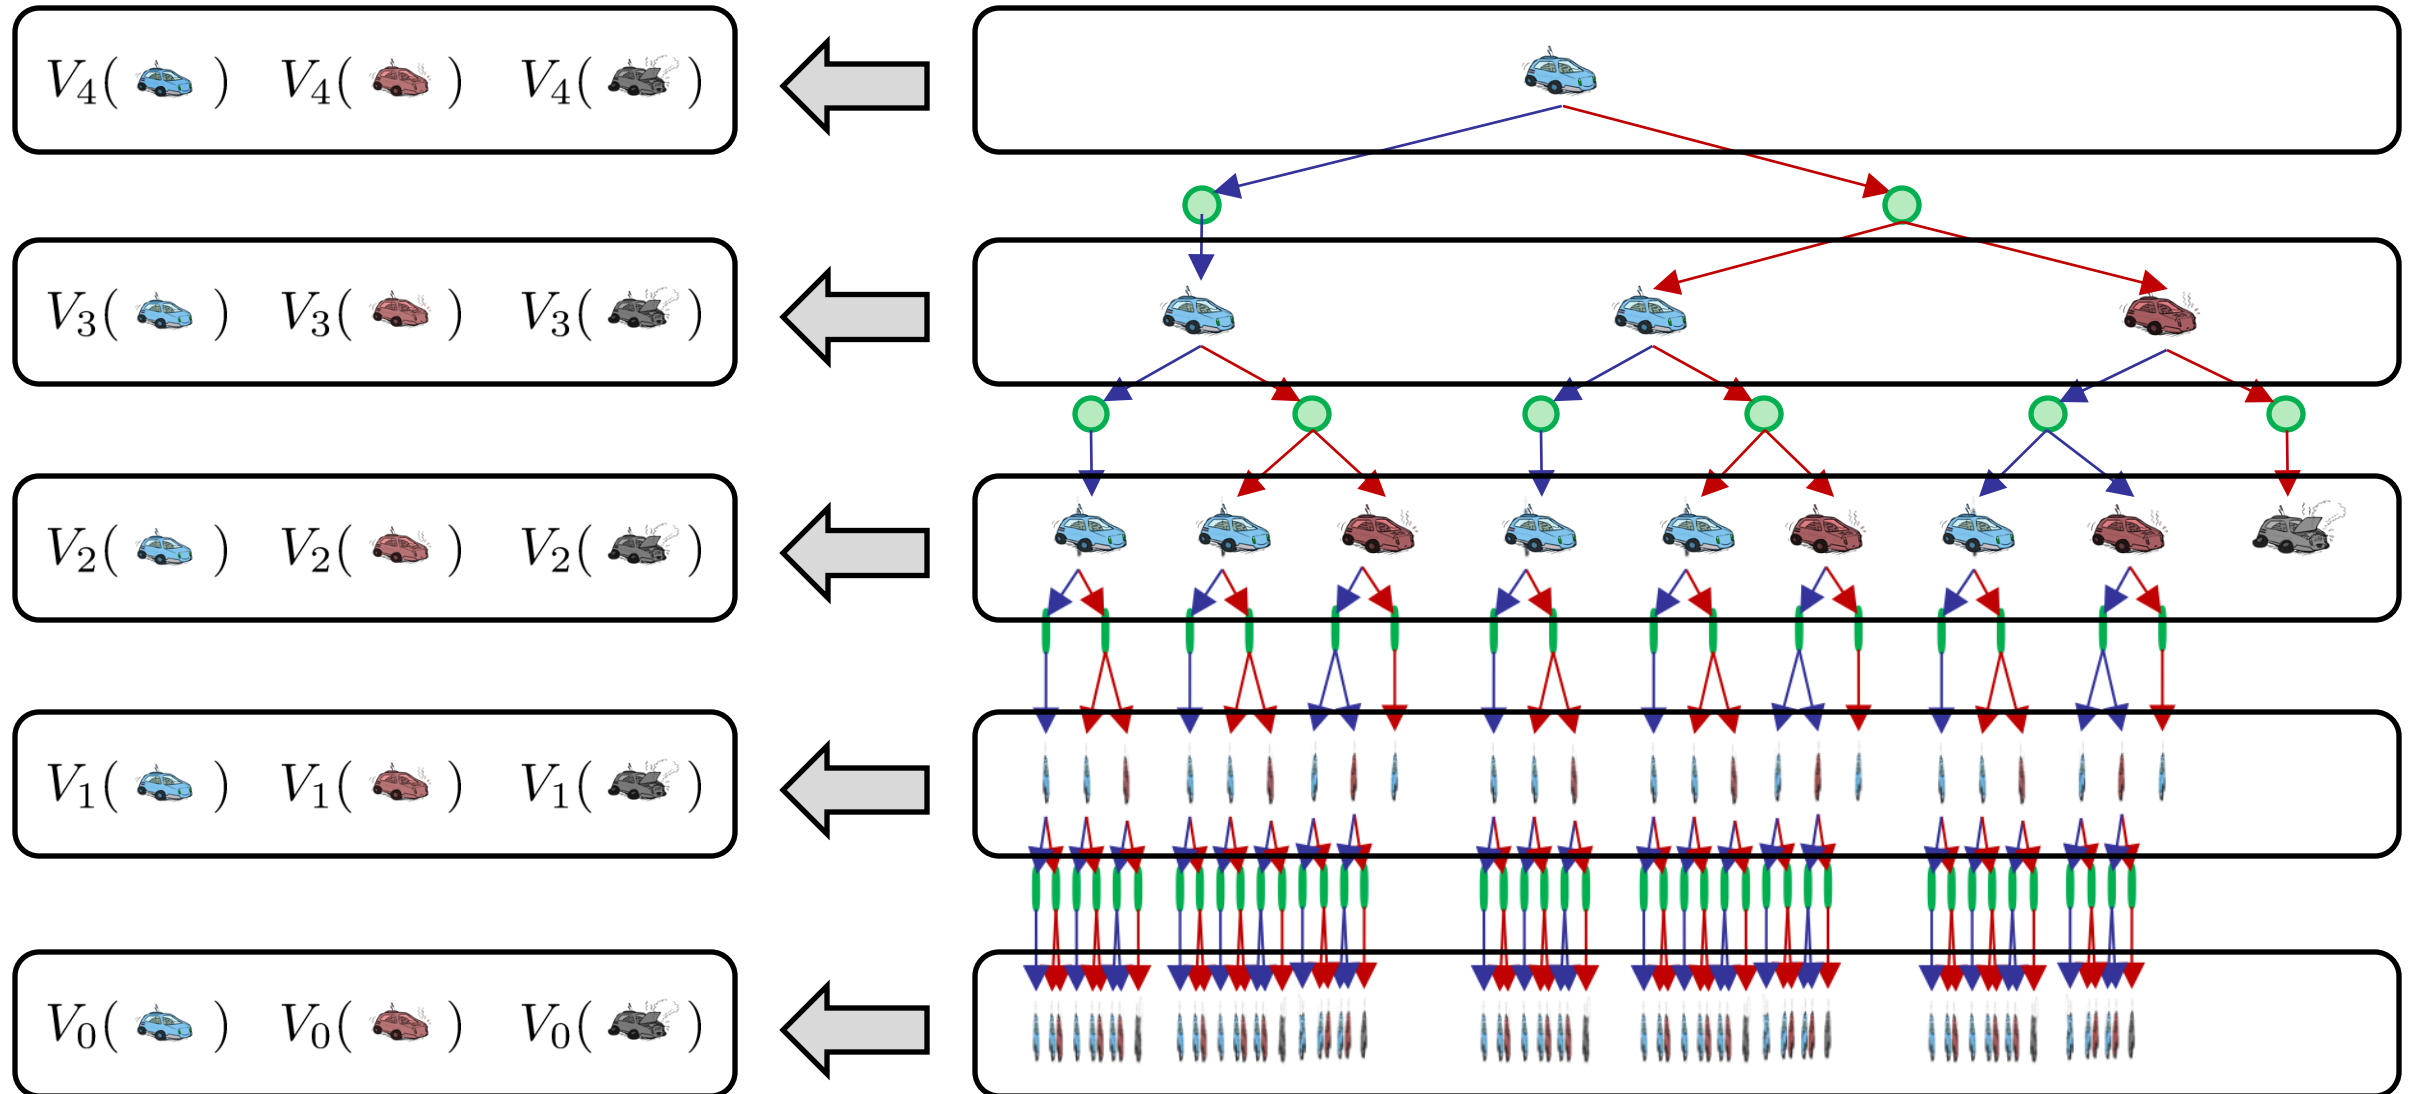 V₄( ) V₄( ) V₄( )
V₃( ) V₃( ) V₃( )
V₂( ) V₂( ) V₂( )
V₁( ) V₁( ) V₁( )
V₀( ) V₀( ) V₀( )